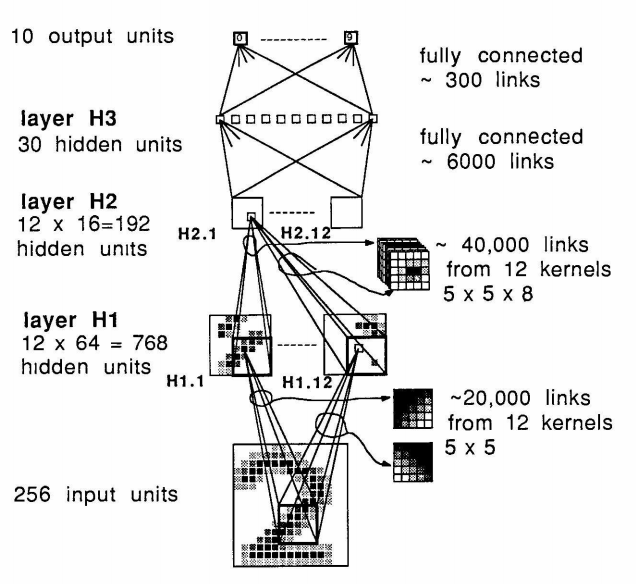 10 output units
0
9
fully connected
~ 300 links
layer H3
30 hidden units
fully connected
~ 6000 links
layer H2
12 x 16=192
hidden units
H2.1
H2.12
~ 40,000 links
from 12 kernels
5 x 5 x 8
layer H1
12 x 64 = 768
hidden units
H1.1
H1.12
~20,000 links
from 12 kernels
5 x 5
256 input units